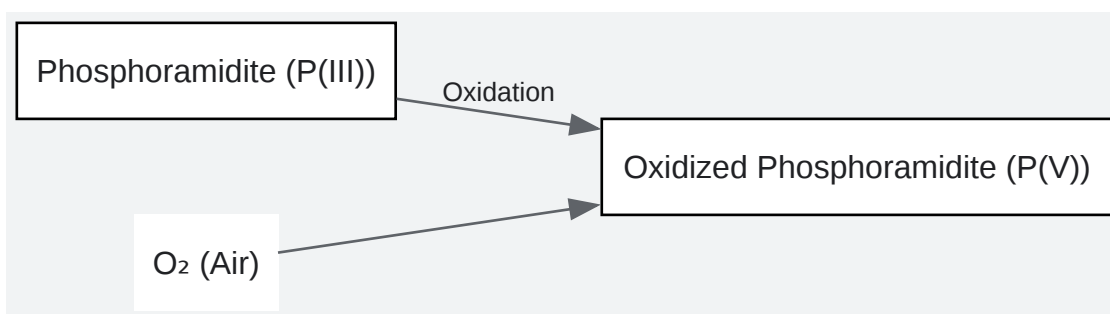 Phosphoramidite (P(III))
Oxidation
Oxidized Phosphoramidite (P(V))
O₂ (Air)